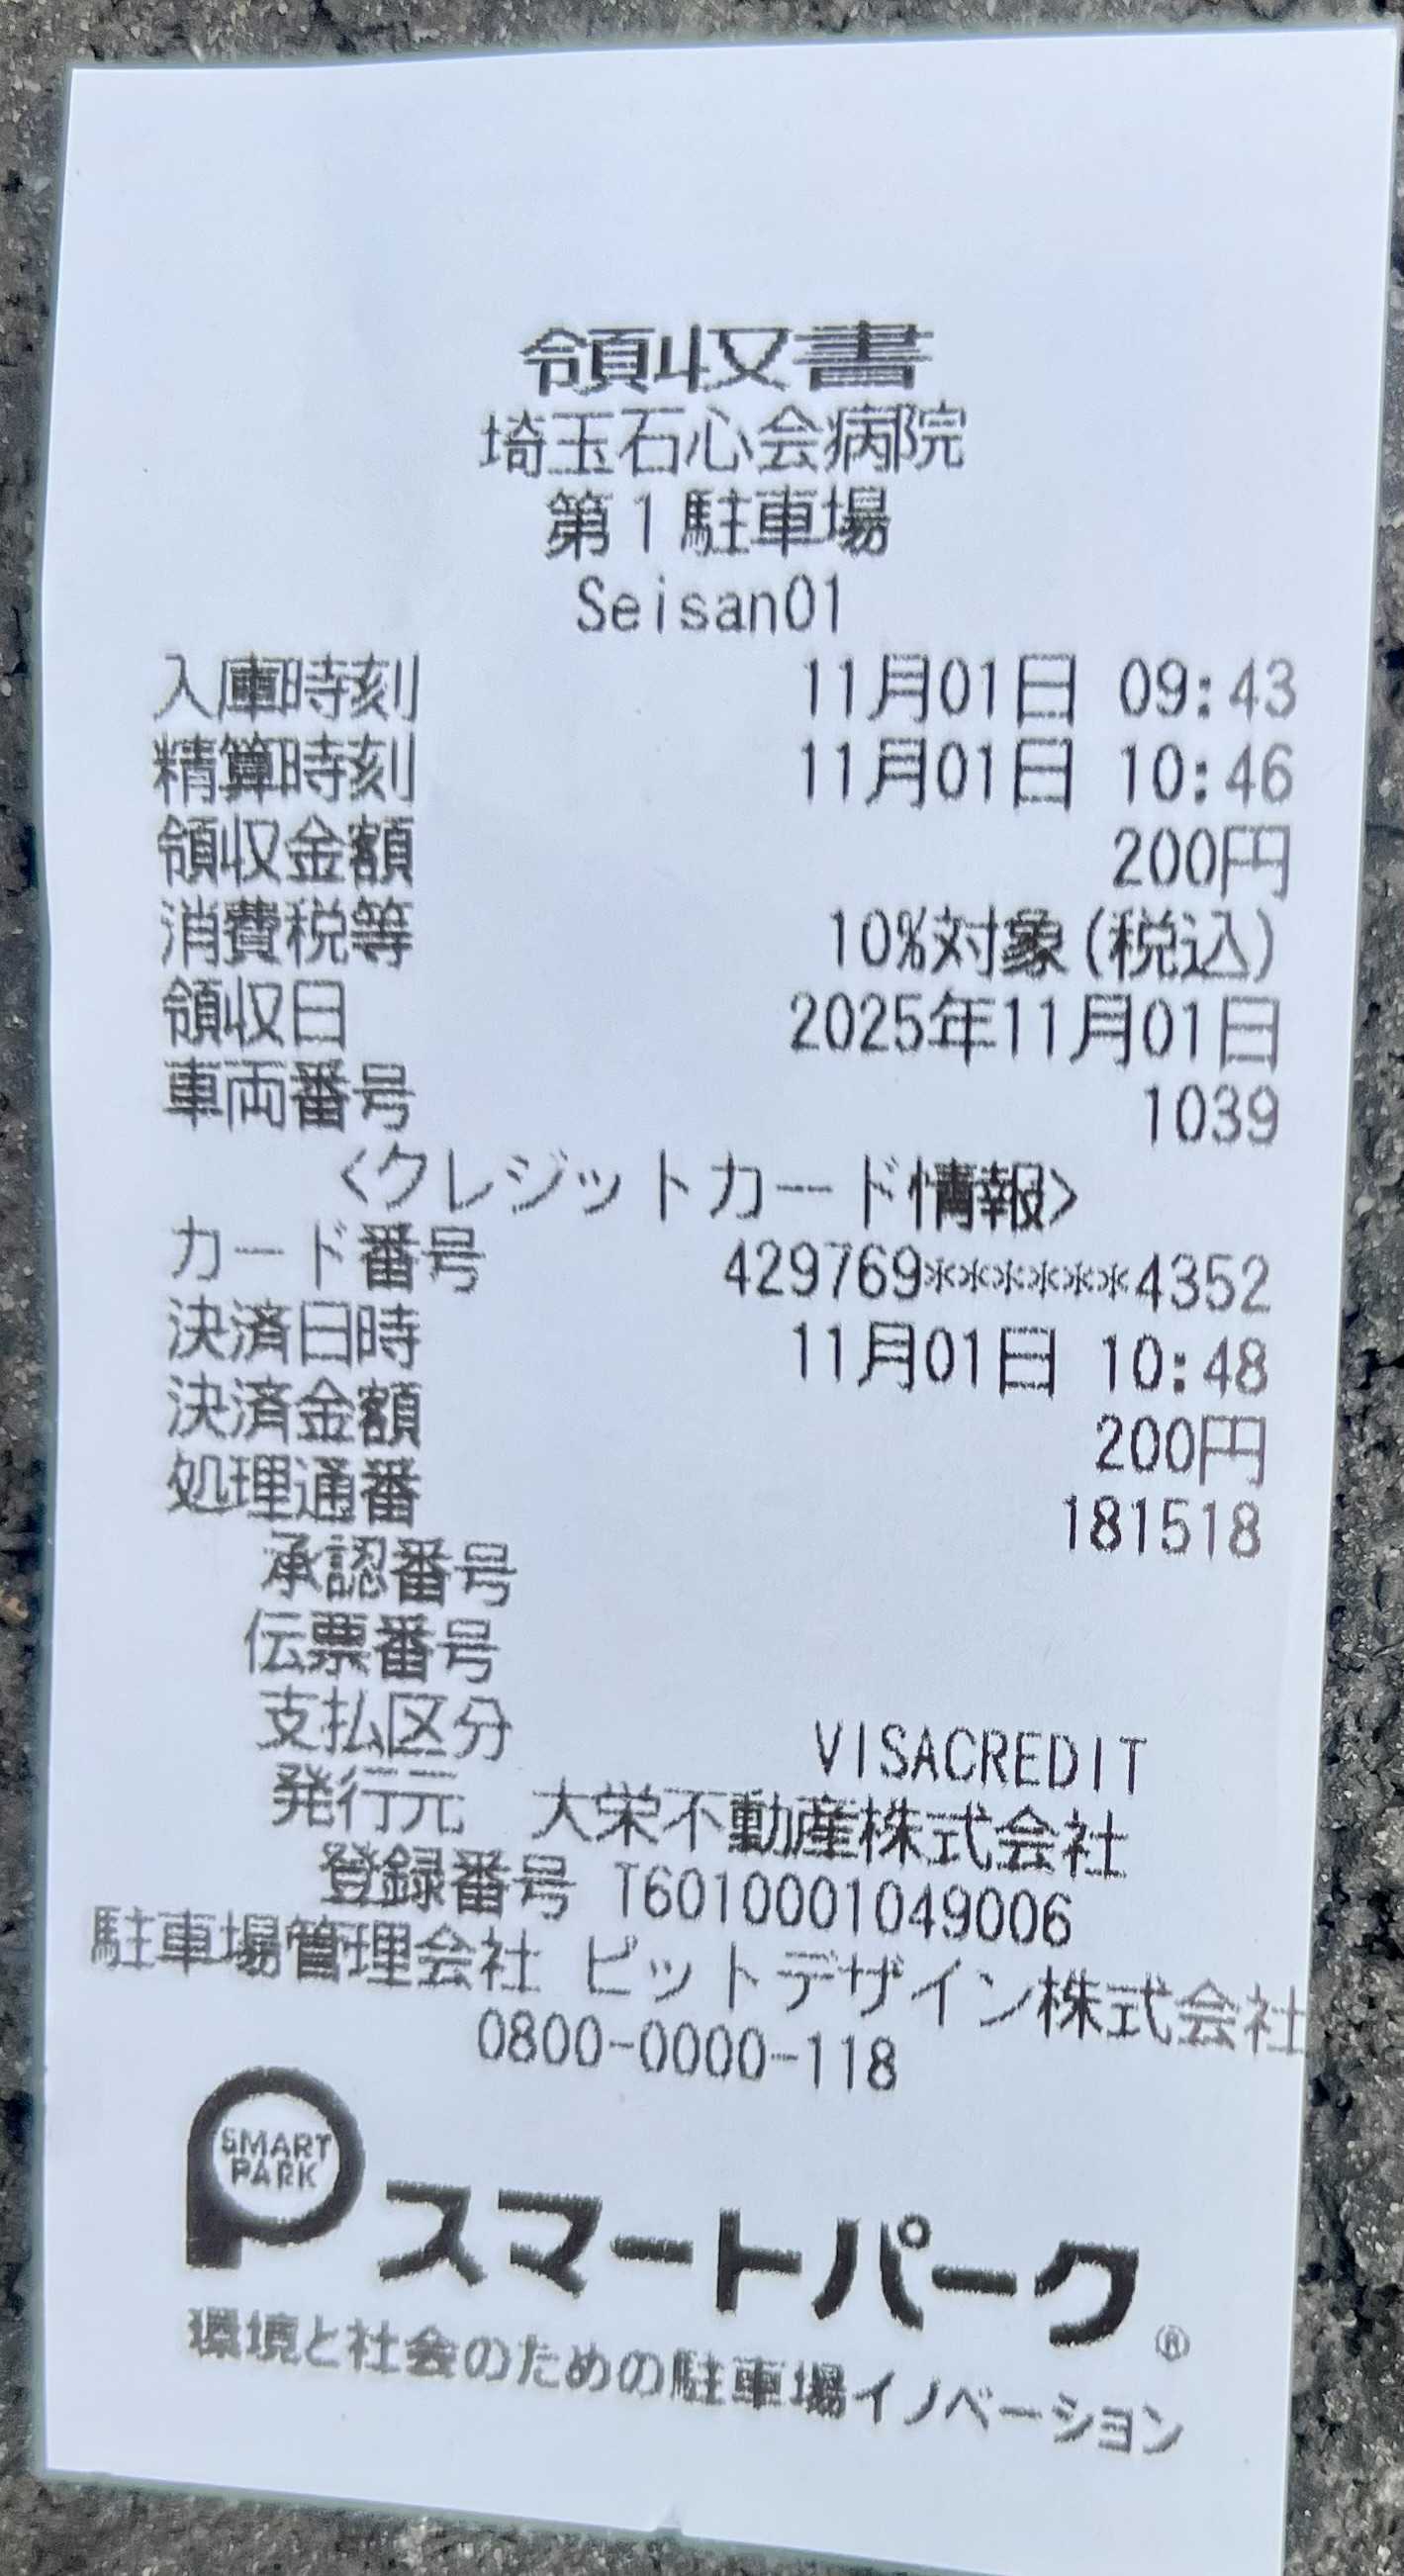 領収書
埼玉石心会病院
第1駐車場
Seisan01
入庫時刻 11月01日 09:43
精算時刻 11月01日 10:46
領収金額 200円
消費税等 10%対象(税込)
領収日 2025年11月01日
車両番号 1039
<クレジットカード情報>
カード番号 429769******4352
決済日時 11月01日 10:48
決済金額 200円
処理通番 181518
承認番号
伝票番号
支払区分 VISACREDIT
発行元 大栄不動産株式会社
登録番号 T6010001049006
駐車場管理会社 ピットデザイン株式会社
0800-0000-118
SMART
PARK
スマートパーク®
環境と社会のための駐車場イノベーション